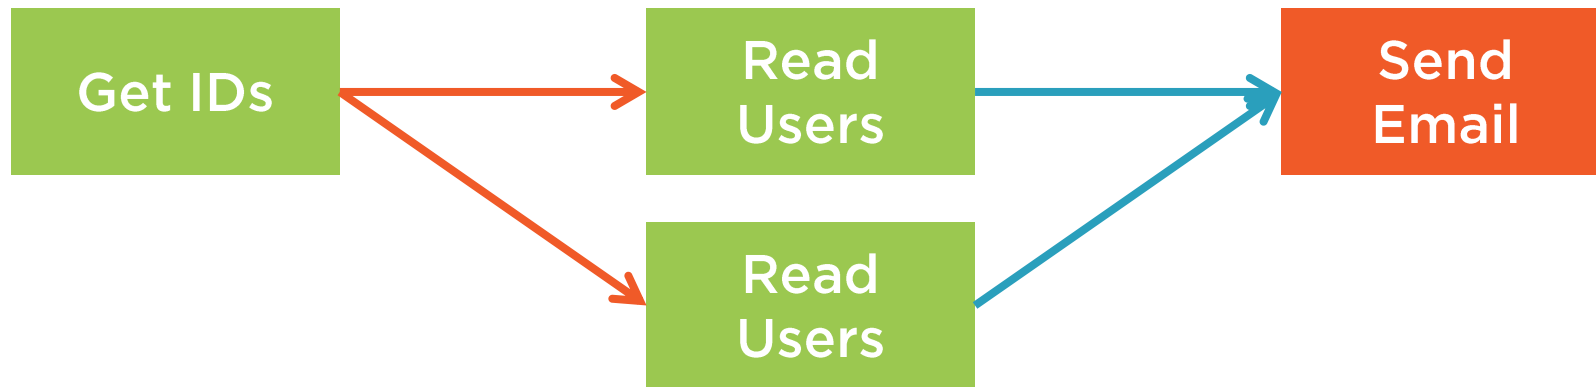 Get IDs
Read
Users
Send
Email
Read
Users